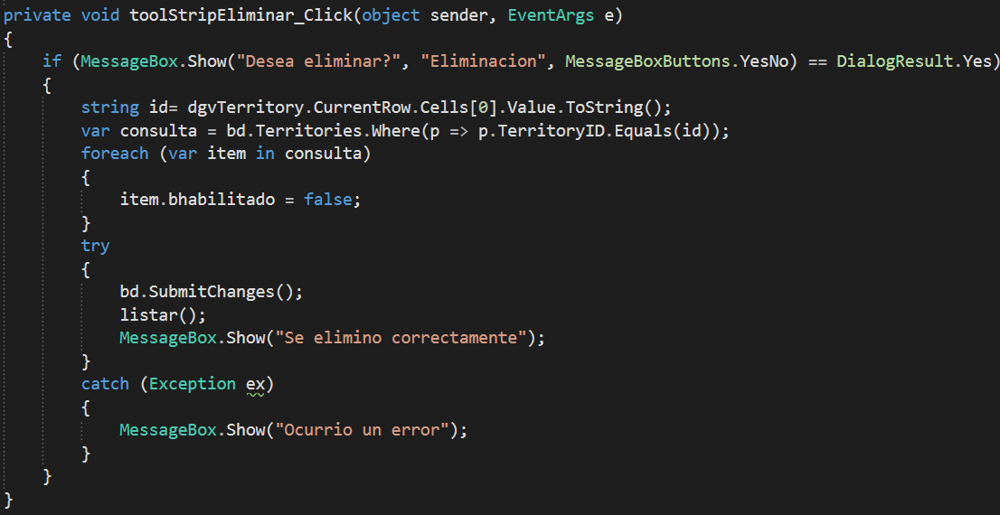 private void toolStripEliminar_Click(object sender, EventArgs e)
{
if (MessageBox.Show("Desea eliminar?", "Eliminacion", MessageBoxButtons.YesNo) == DialogResult.Yes)
{
string id= dgvTerritory.CurrentRow.Cells[0].Value.ToString();
var consulta = bd.Territories.Where(p => p.TerritoryID.Equals(id));
foreach (var item in consulta)
{
item.bhabilitado = false;
}
try
{
bd.SubmitChanges();
listar();
MessageBox.Show("Se elimino correctamente");
}
catch (Exception ex)
{
MessageBox.Show("Ocurrio un error");
}
}
}